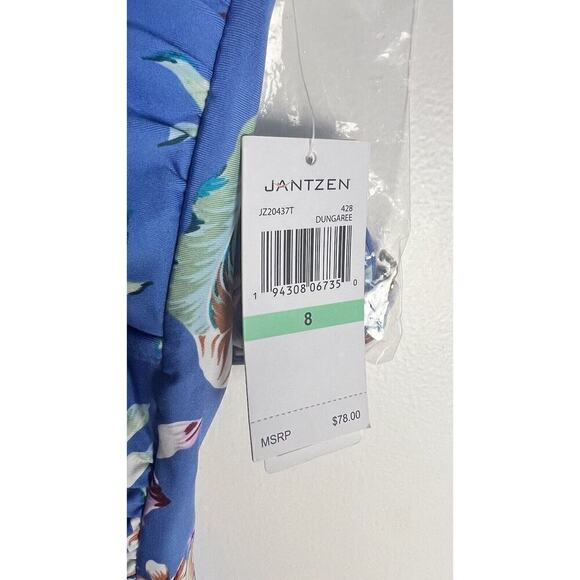 JANTZEN
JZ20437T 428
DUNGAREE
1 94308 06735 0
8
MSRP $78.00